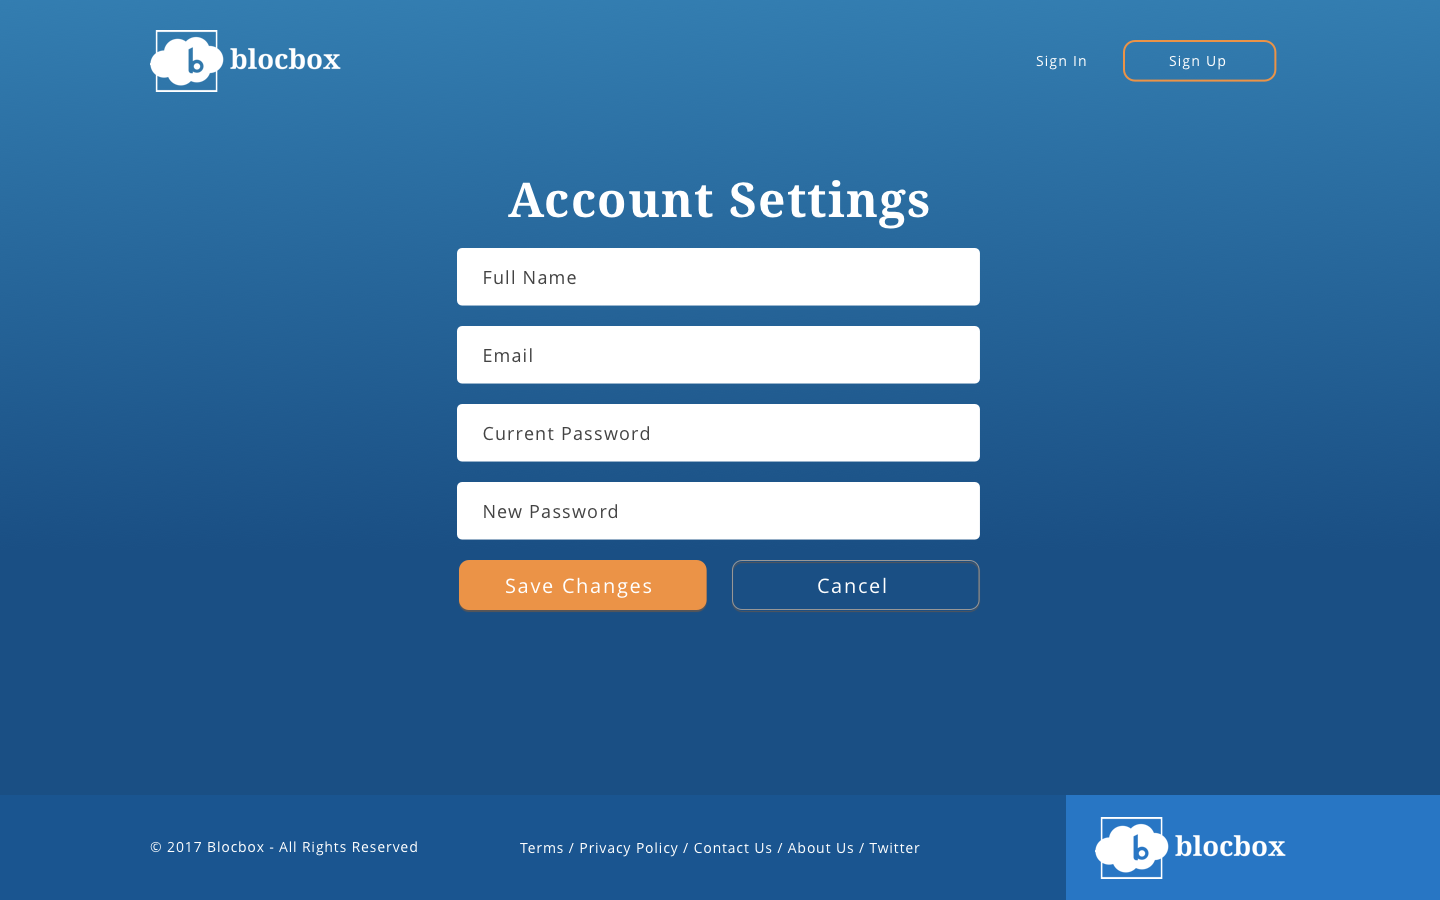 b blocbox
Sign In
Sign Up
Account Settings
Full Name
Email
Current Password
New Password
Save Changes
Cancel
© 2017 Blocbox - All Rights Reserved
Terms / Privacy Policy / Contact Us / About Us / Twitter
b blocbox